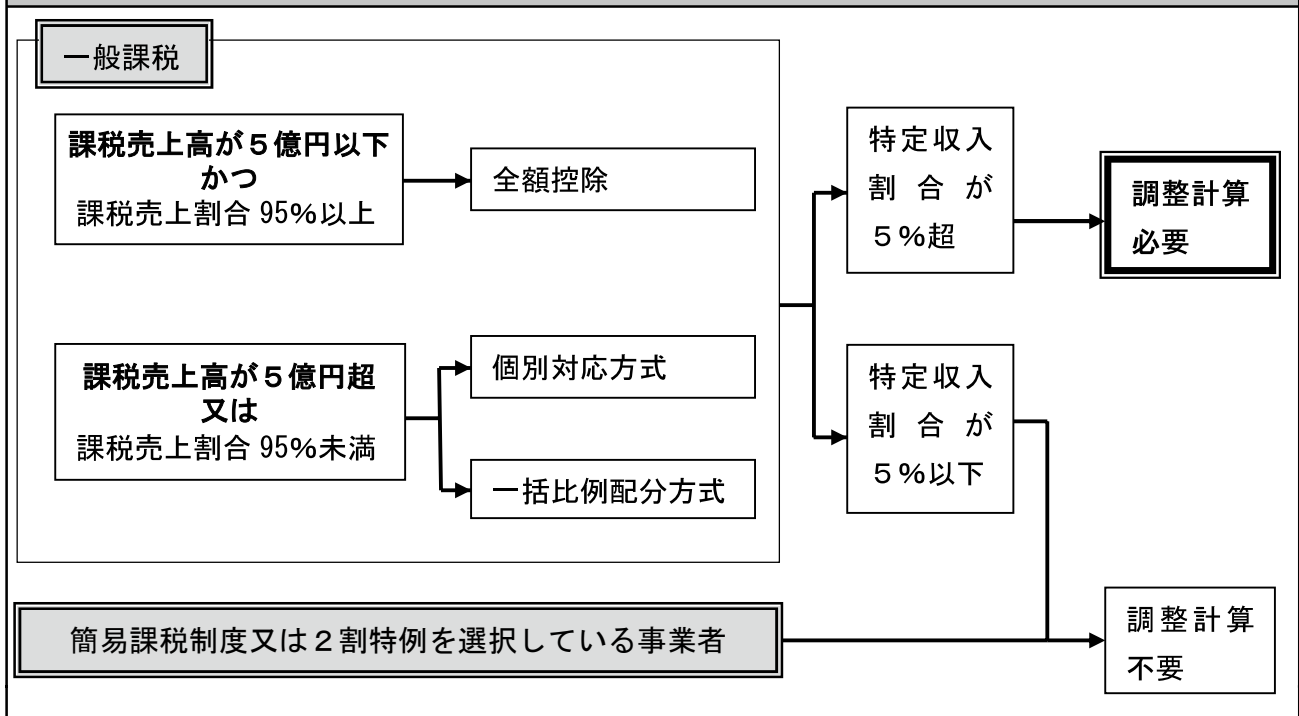 一般課税
課税売上高が５億円以下
かつ
課税売上割合 95%以上
全額控除
課税売上高が５億円超
又は
課税売上割合 95%未満
個別対応方式
一括比例配分方式
特定収入
割合が
５%超
調整計算
必要
特定収入
割合が
５%以下
簡易課税制度又は２割特例を選択している事業者
調整計算
不要